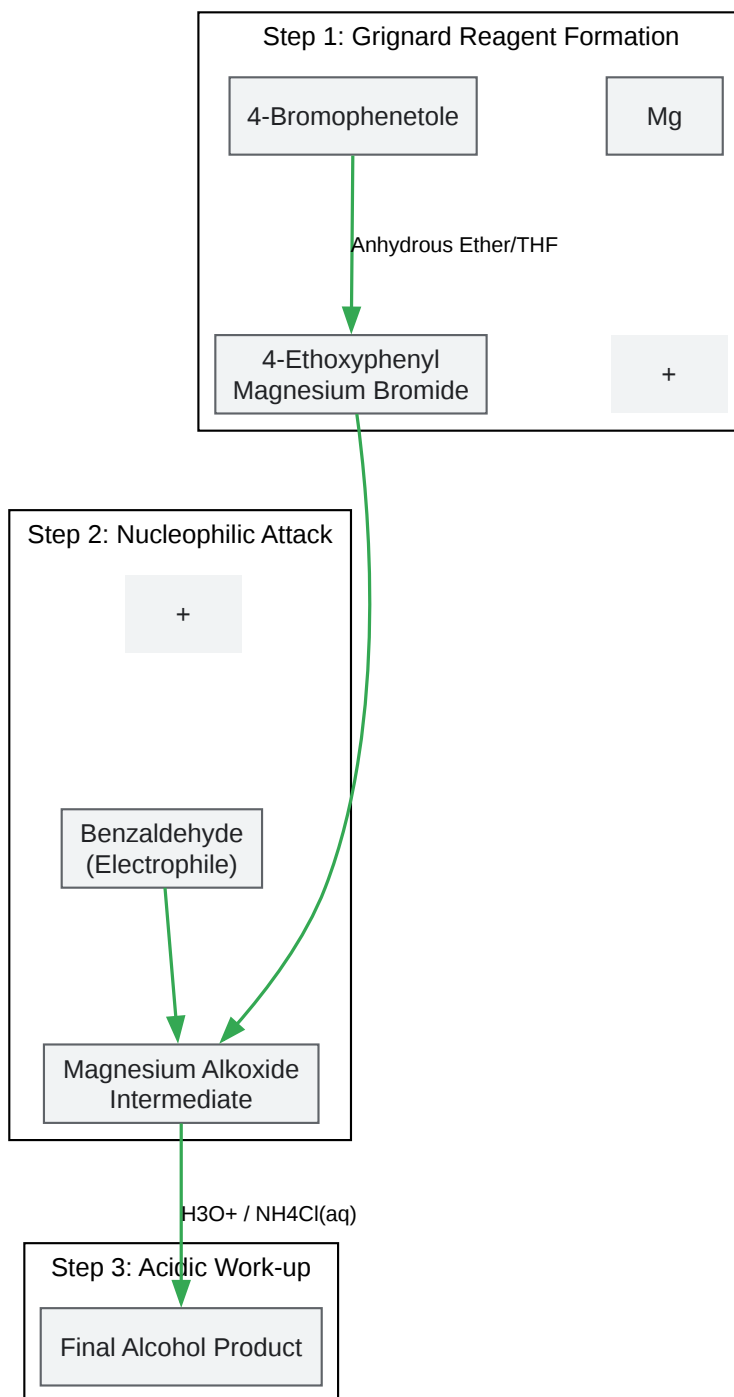 Step 1: Grignard Reagent Formation
4-Bromophenetole
Mg
Anhydrous Ether/THF
4-Ethoxyphenyl
Magnesium Bromide
+
Step 2: Nucleophilic Attack
+
Benzaldehyde
(Electrophile)
Magnesium Alkoxide
Intermediate
H3O+ / NH4Cl(aq)
Step 3: Acidic Work-up
Final Alcohol Product